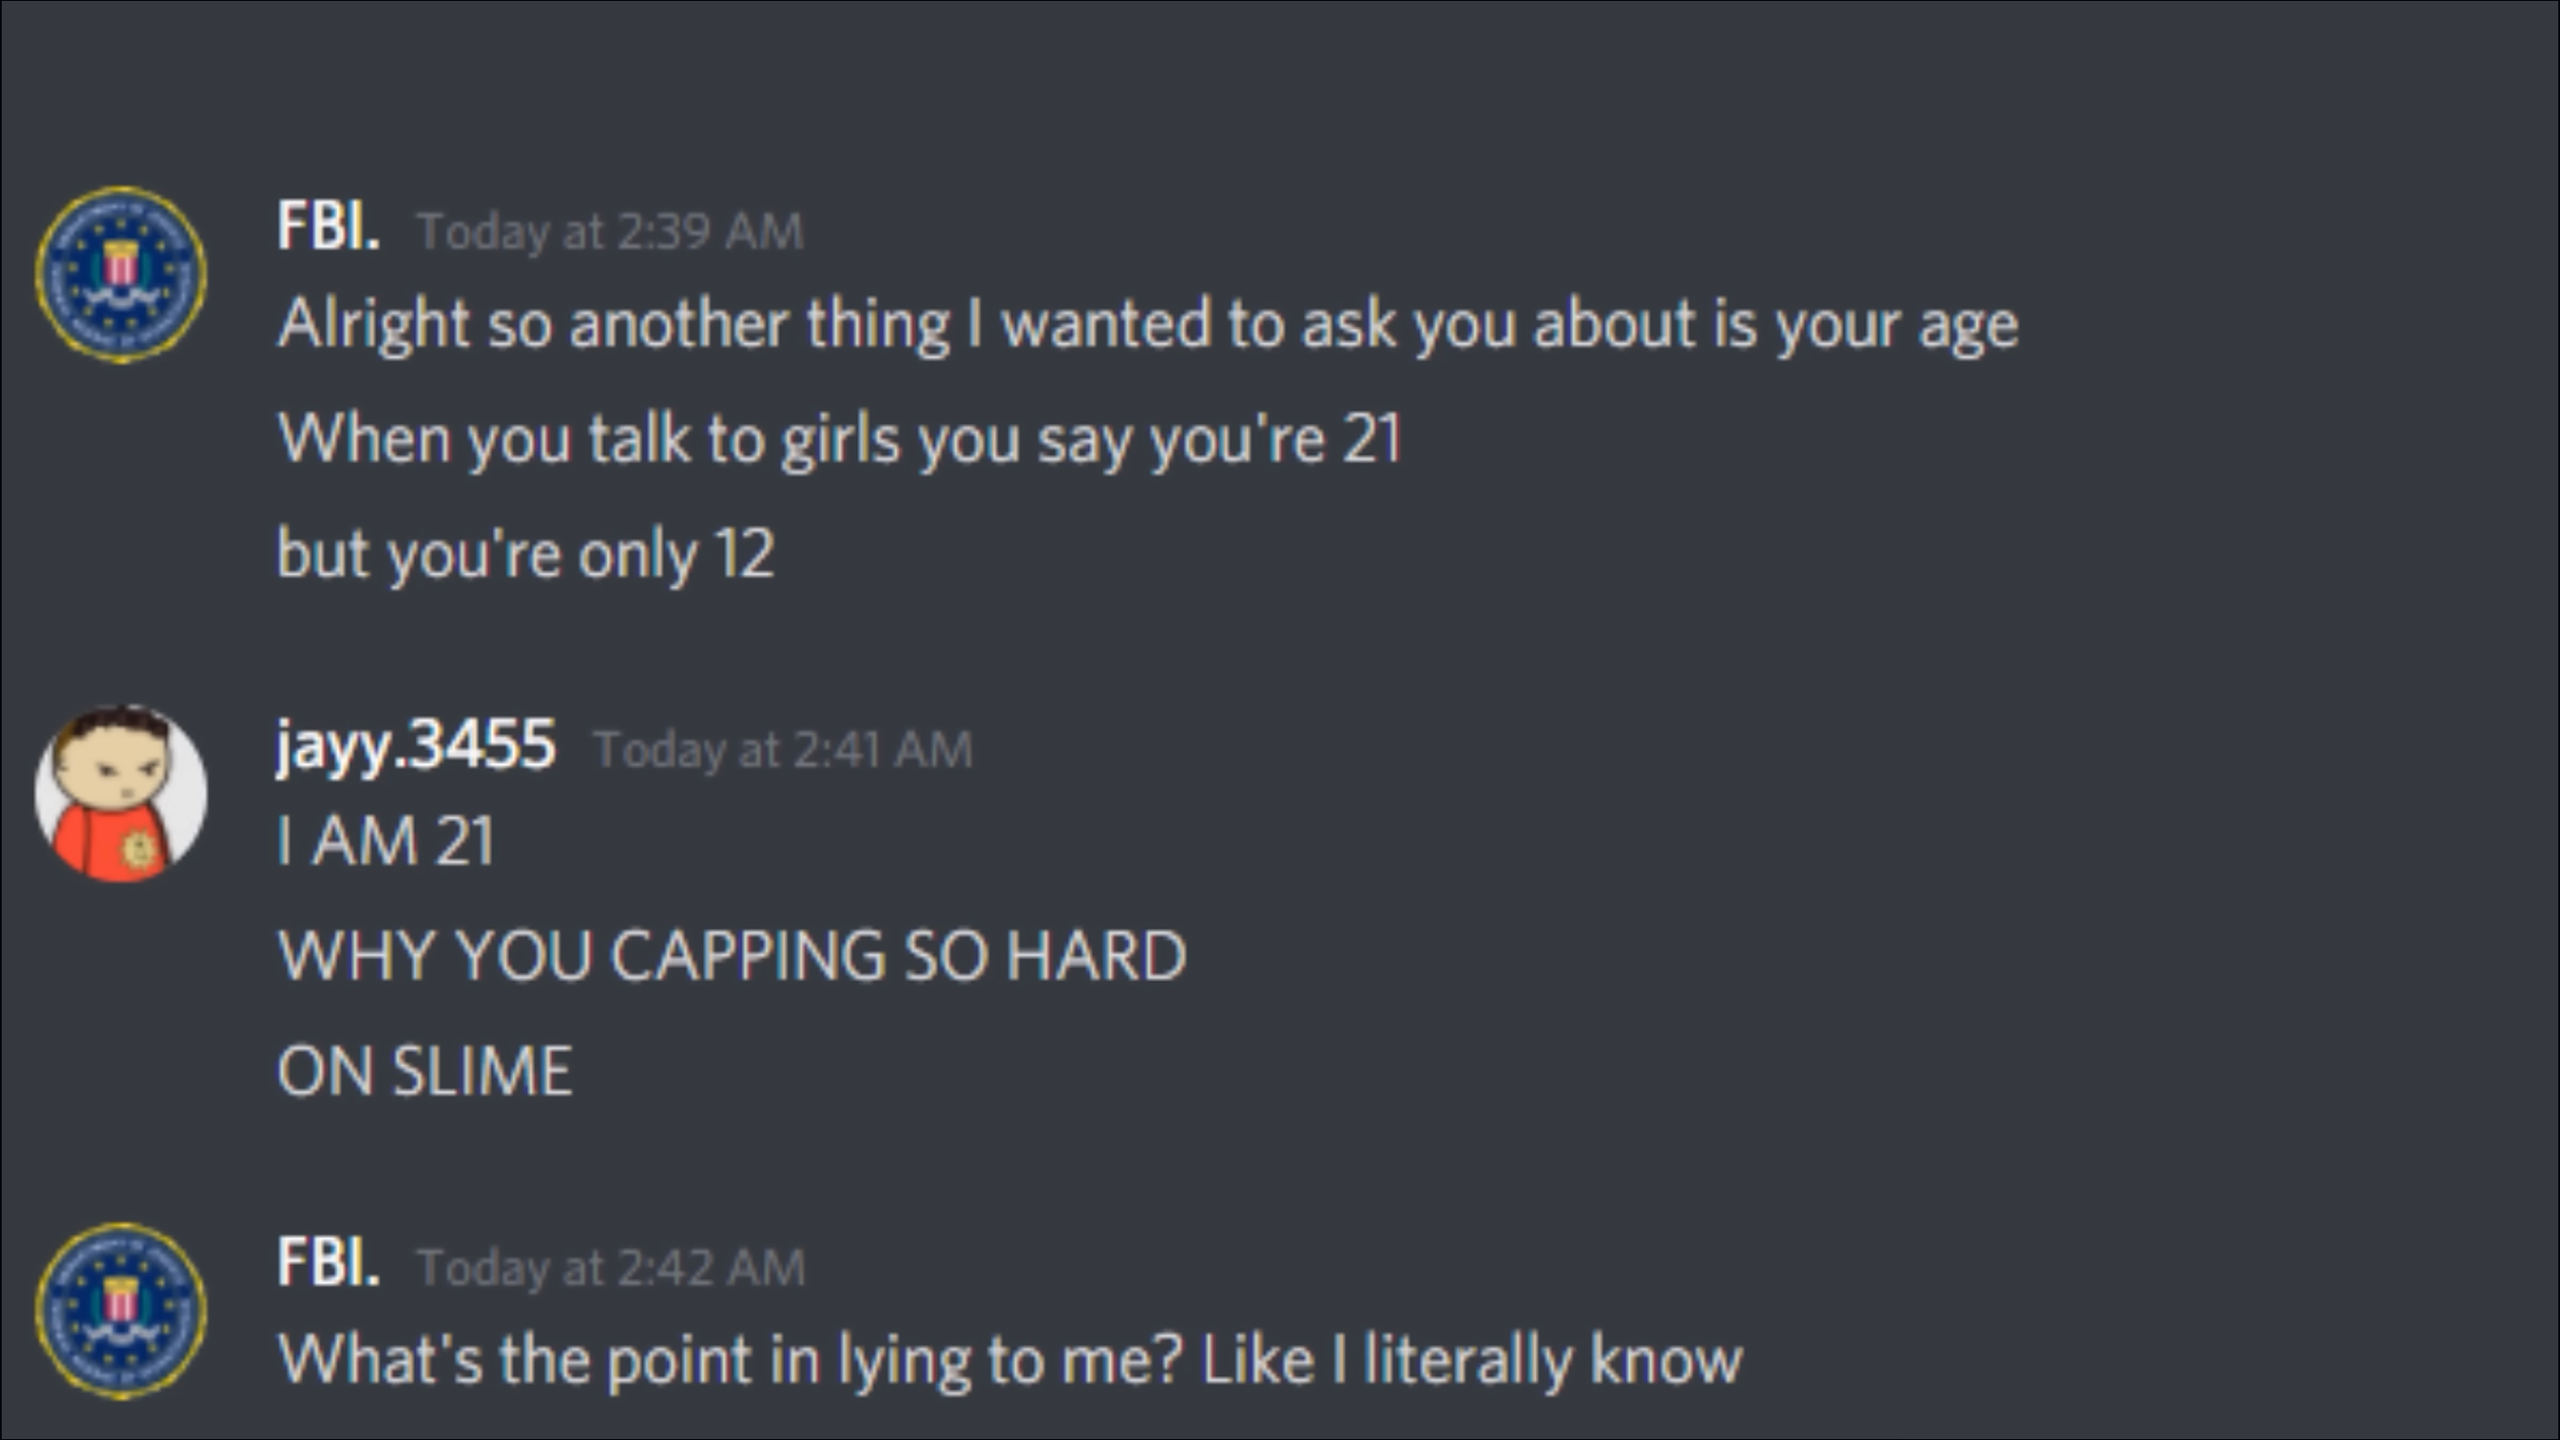 FBI. Today at 2:39 AM
Alright so another thing I wanted to ask you about is your age
When you talk to girls you say you're 21
but you're only 12
jayy.3455 Today at 2:41 AM
I AM 21
WHY YOU CAPPING SO HARD
ON SLIME
FBI. Today at 2:42 AM
What's the point in lying to me? Like I literally know